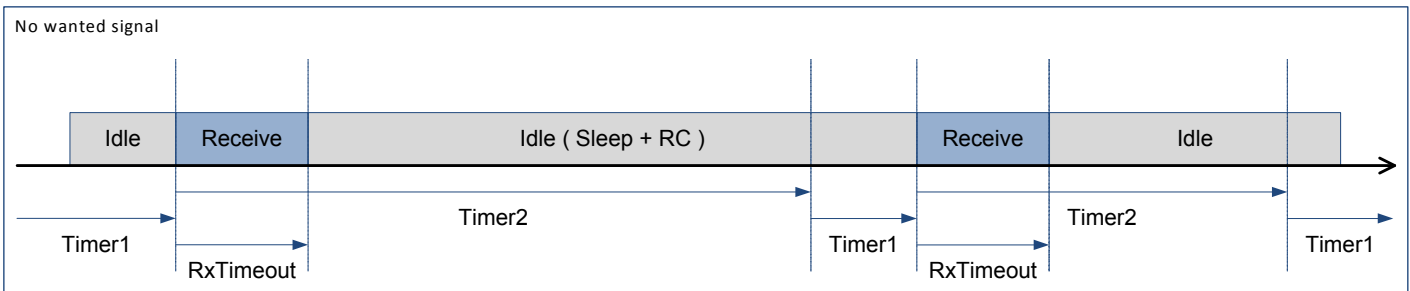 No wanted signal
Idle Receive Idle ( Sleep + RC ) Receive Idle
Timer2 Timer2
Timer1 Timer1 Timer1
RxTimeout RxTimeout